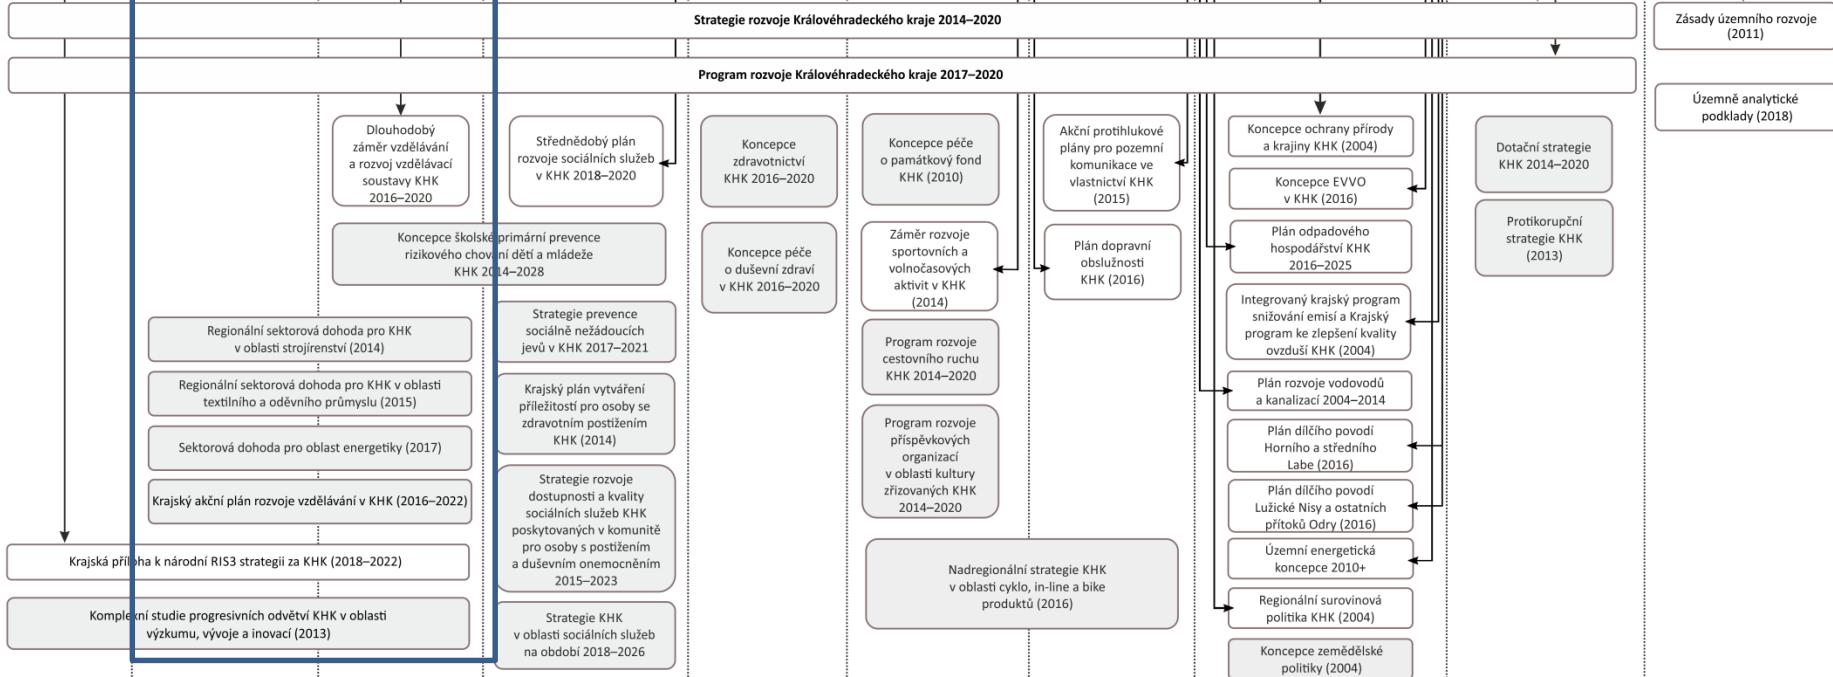 Strategie rozvoje Královéhradeckého kraje 2014–2020
Zásady územního rozvoje
(2011)
Program rozvoje Královéhradeckého kraje 2017–2020
Územně analytické
podklady (2018)
Dlouhodobý
záměr vzdělávání
a rozvoj vzdělávací
soustavy KHK
2016–2020
Střednědobý plán
rozvoje sociálních služeb
v KHK 2018–2020
Koncepce
zdravotnictví
KHK 2016–2020
Koncepce péče
o památkový fond
KHK (2010)
Akční protihlukové
plány pro pozemní
komunikace ve
vlastnictví KHK
(2015)
Koncepce ochrany přírody
a krajiny KHK (2004)
Dotační strategie
KHK 2014–2020
Koncepce EVVO
v KHK (2016)
Koncepce školské primární prevence
rizikového chování dětí a mládeže
KHK 2014–2028
Koncepce péče
o duševní zdraví
v KHK 2016–2020
Záměr rozvoje
sportovních a
volnočasových
aktivit v KHK
(2014)
Plán dopravní
obslužnosti
KHK (2016)
Plán odpadového
hospodářství KHK
2016–2025
Protikorupční
strategie KHK
(2013)
Regionální sektorová dohoda pro KHK
v oblasti strojírenství (2014)
Strategie prevence
sociálně nežádoucích
jevů v KHK 2017–2021
Program rozvoje
cestovního ruchu
KHK 2014–2020
Integrovaný krajský program
snižování emisí a Krajský
program ke zlepšení kvality
ovzduší KHK (2004)
Regionální sektorová dohoda pro KHK v oblasti
textilního a oděvního průmyslu (2015)
Krajský plán vytváření
příležitostí pro osoby se
zdravotním postižením
KHK (2014)
Plán rozvoje vodovodů
a kanalizací 2004–2014
Sektorová dohoda pro oblast energetiky (2017)
Program rozvoje
příspěvkových
organizací
v oblasti kultury
zřizovaných KHK
2014–2020
Plán dílčího povodí
Horního a středního
Labe (2016)
Krajský akční plán rozvoje vzdělávání v KHK (2016–2022)
Strategie rozvoje
dostupnosti a kvality
sociálních služeb KHK
poskytovaných v komunitě
pro osoby s postižením
a duševním onemocněním
2015–2023
Plán dílčího povodí
Lužické Nisy a ostatních
přítoků Odry (2016)
Krajská příloha k národní RIS3 strategii za KHK (2018–2022)
Nadregionální strategie KHK
v oblasti cyklo, in-line a bike
produktů (2016)
Územní energetická
koncepce 2010+
Komplexní studie progresivních odvětví KHK v oblasti
výzkumu, vývoje a inovací (2013)
Strategie KHK
v oblasti sociálních služeb
na období 2018–2026
Regionální surovinová
politika KHK (2004)
Koncepce zemědělské
politiky (2004)